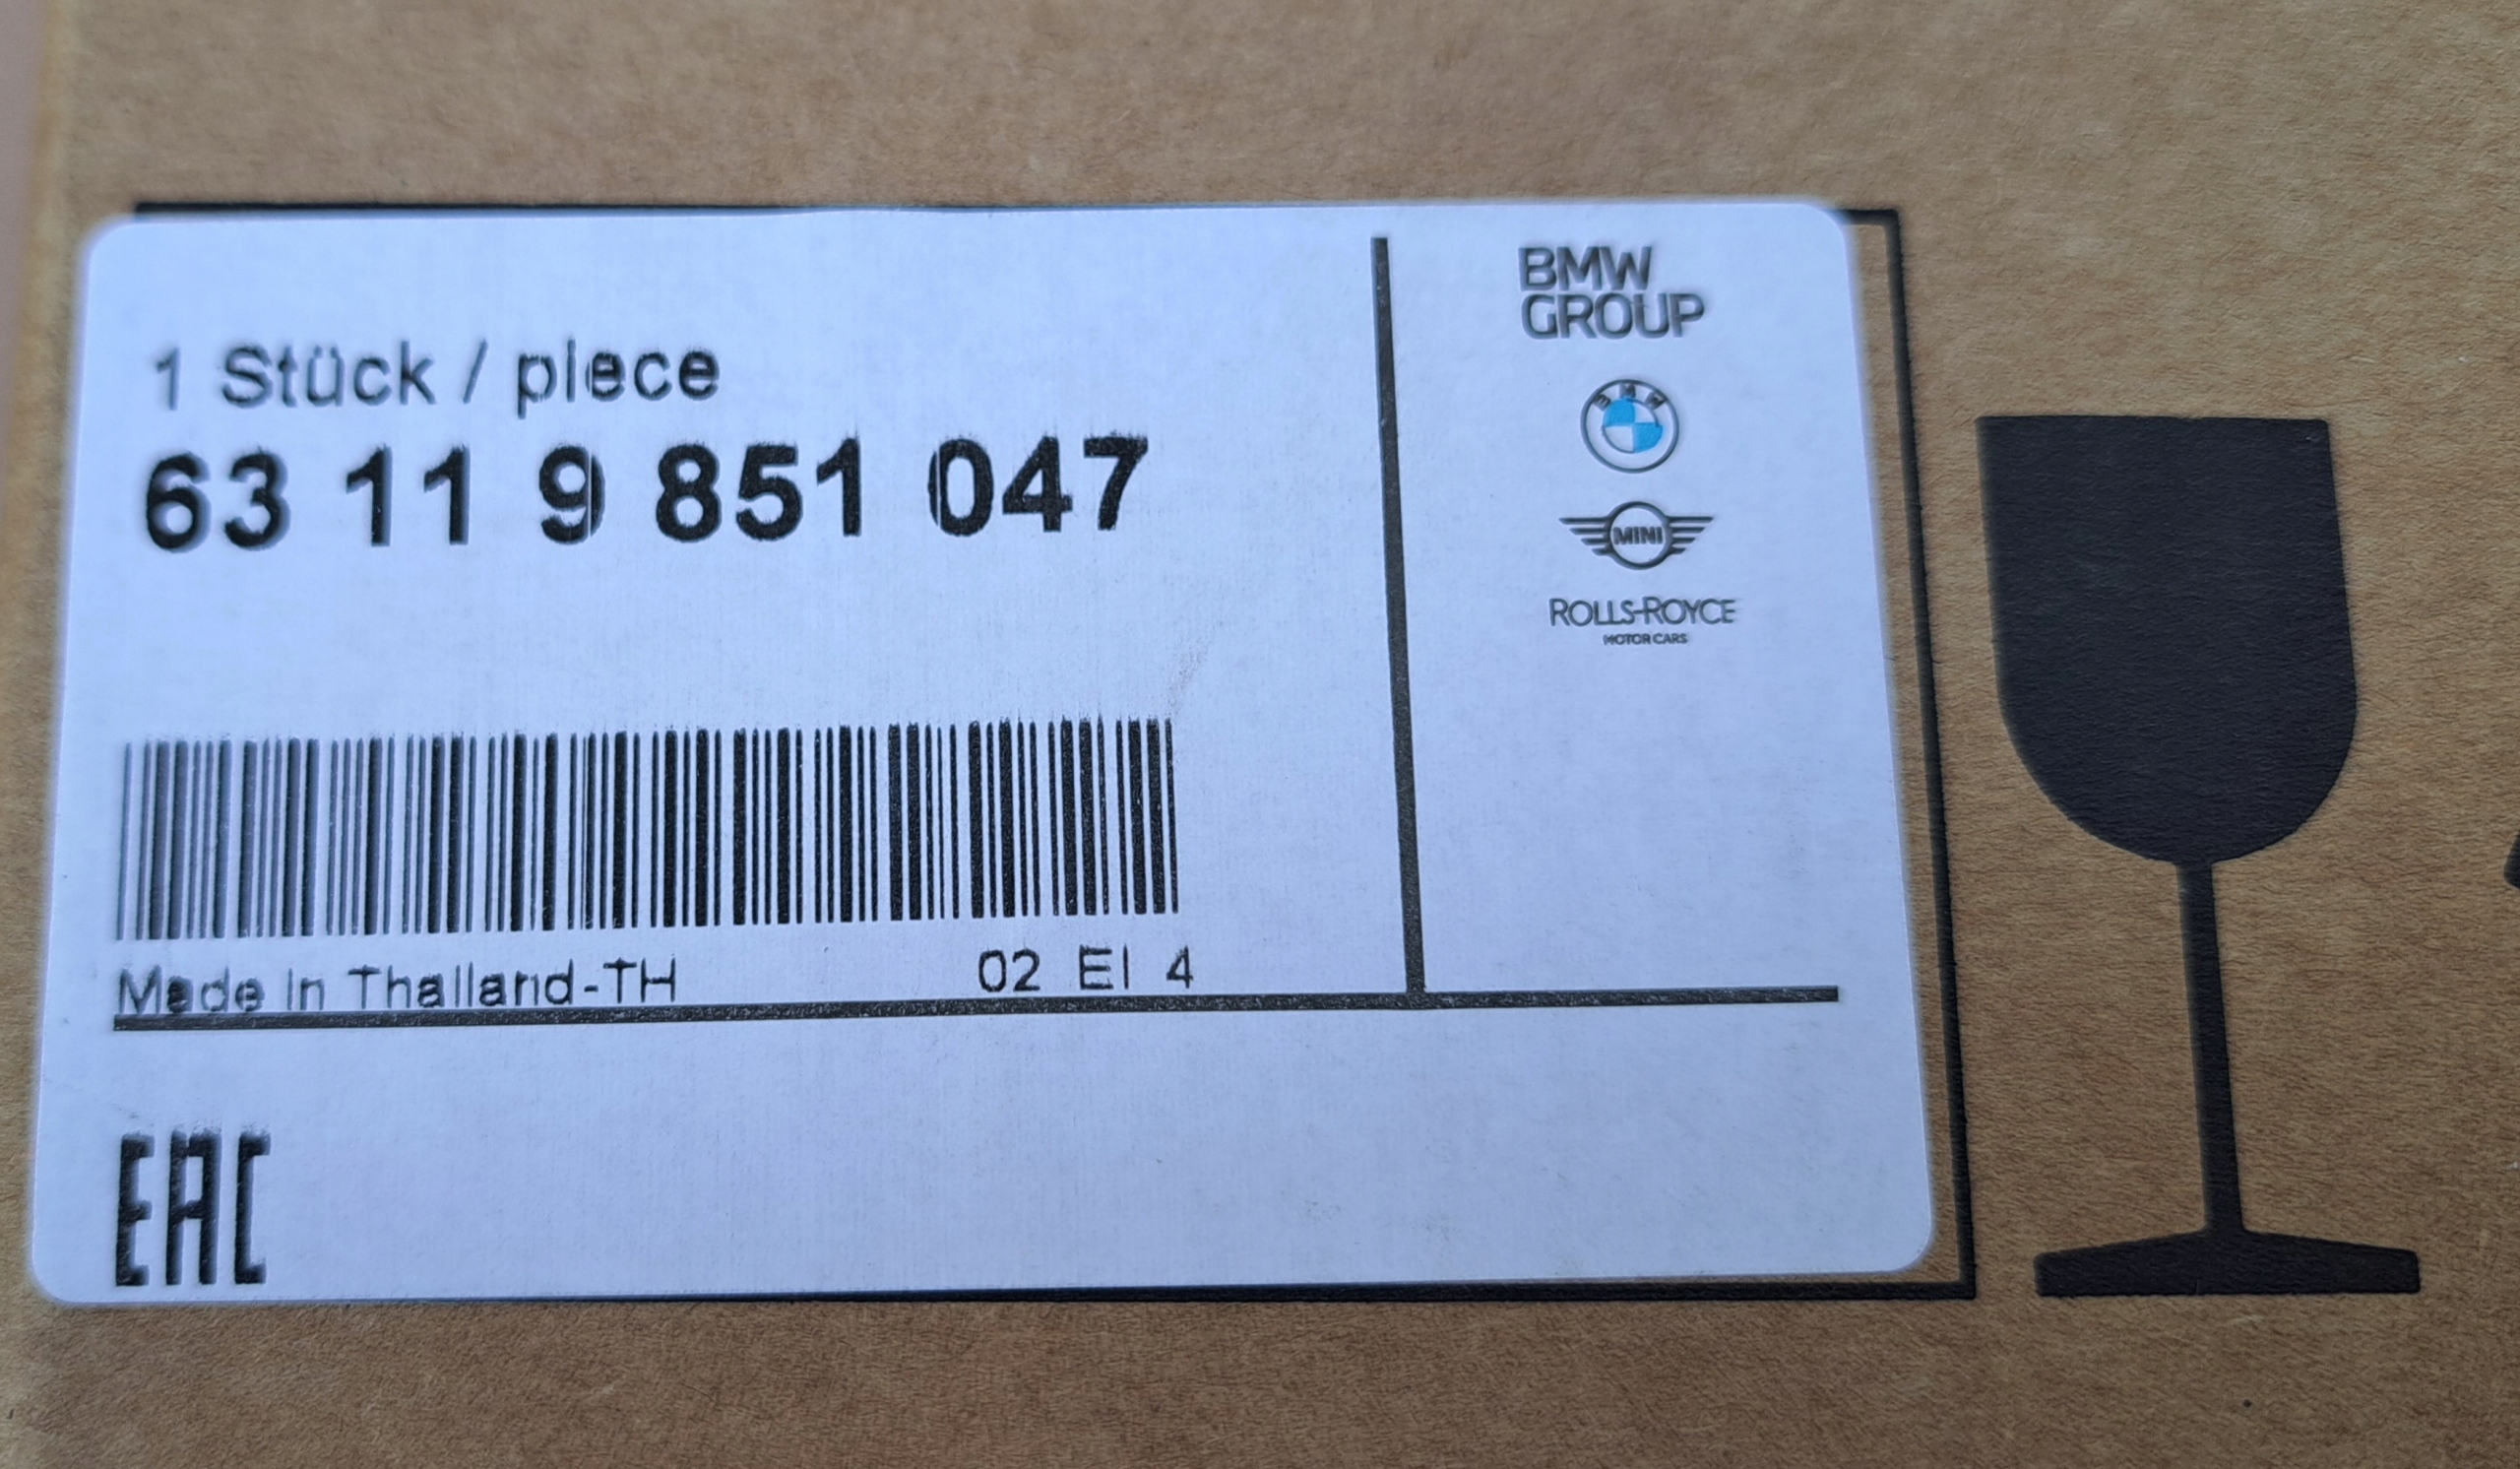 1 Stück / piece
63 11 9 851 047
Made in Thailand-TH 02 EI 4
EAC
BMW
GROUP
BMW
MINI
ROLLS-ROYCE
MOTOR CARS